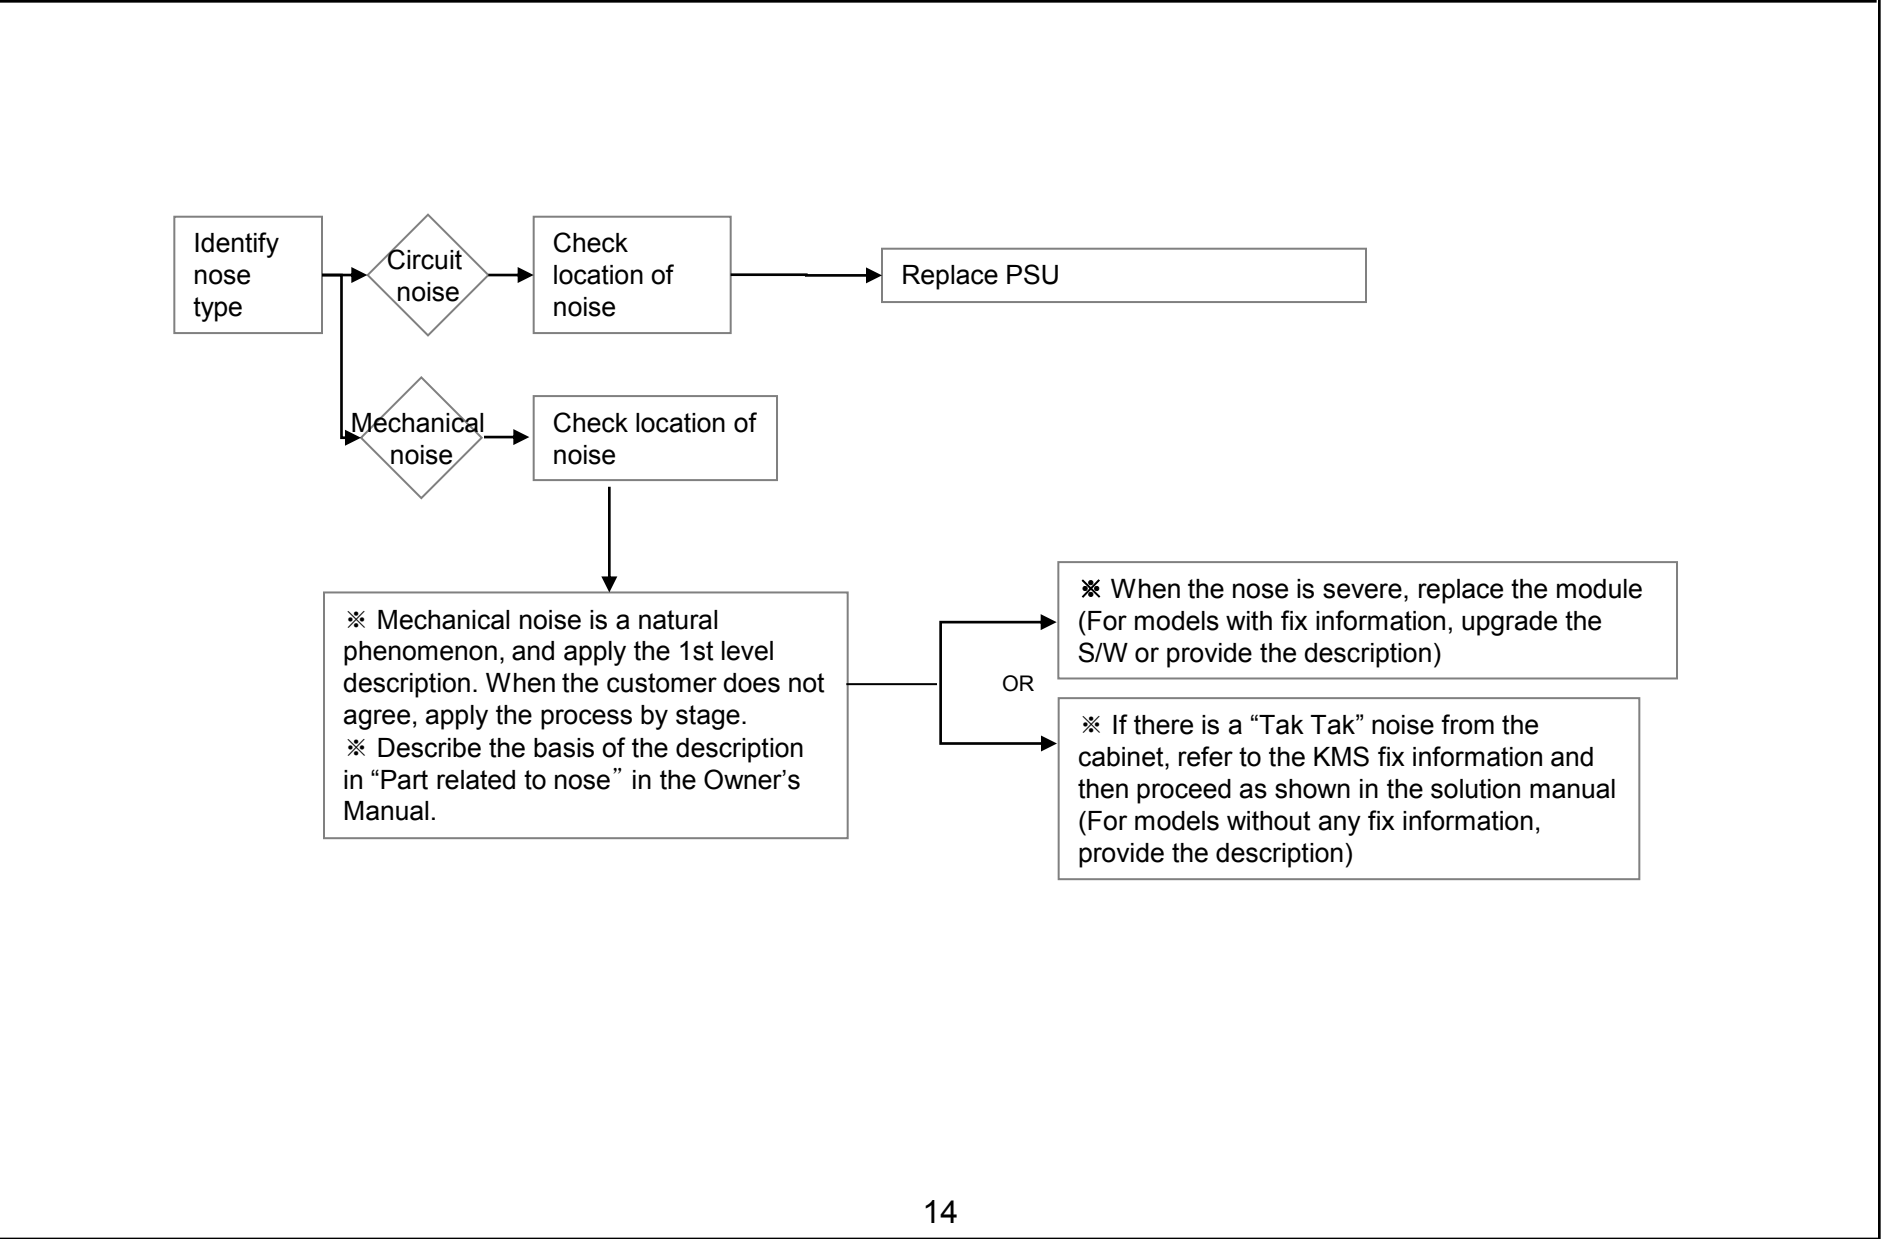 Identify
nose
type
Circuit
noise
Check
location of
noise
Replace PSU
Mechanical
noise
Check location of
noise
※ Mechanical noise is a natural
phenomenon, and apply the 1st level
description. When the customer does not
agree, apply the process by stage.
※ Describe the basis of the description
in “Part related to nose” in the Owner’s
Manual.
※ When the nose is severe, replace the module
(For models with fix information, upgrade the
S/W or provide the description)
OR
※ If there is a “Tak Tak” noise from the
cabinet, refer to the KMS fix information and
then proceed as shown in the solution manual
(For models without any fix information,
provide the description)
14